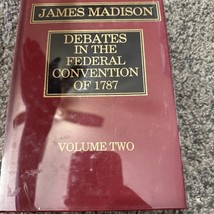 JAMES MADISON
DEBATES
IN THE
FEDERAL
CONVENTION
OF 1787
VOLUME TWO